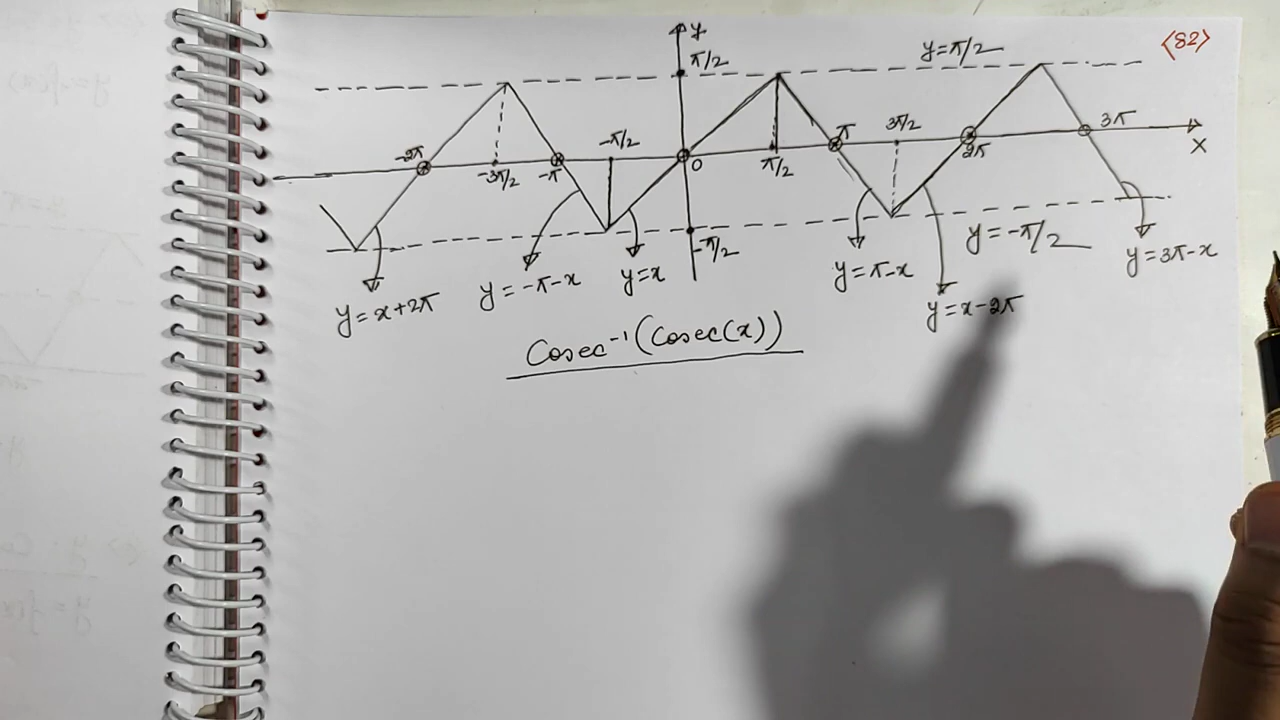 y
<82>
π/2
y=π/2
-2π
-3π/2
-π
-π/2
0
π/2
π
3π/2
2π
3π
X
-π/2
y=-π/2
y=x+2π
y=-π-x
y=x
y=π-x
y=x-2π
y=3π-x
Cosec⁻¹(Cosec(x))